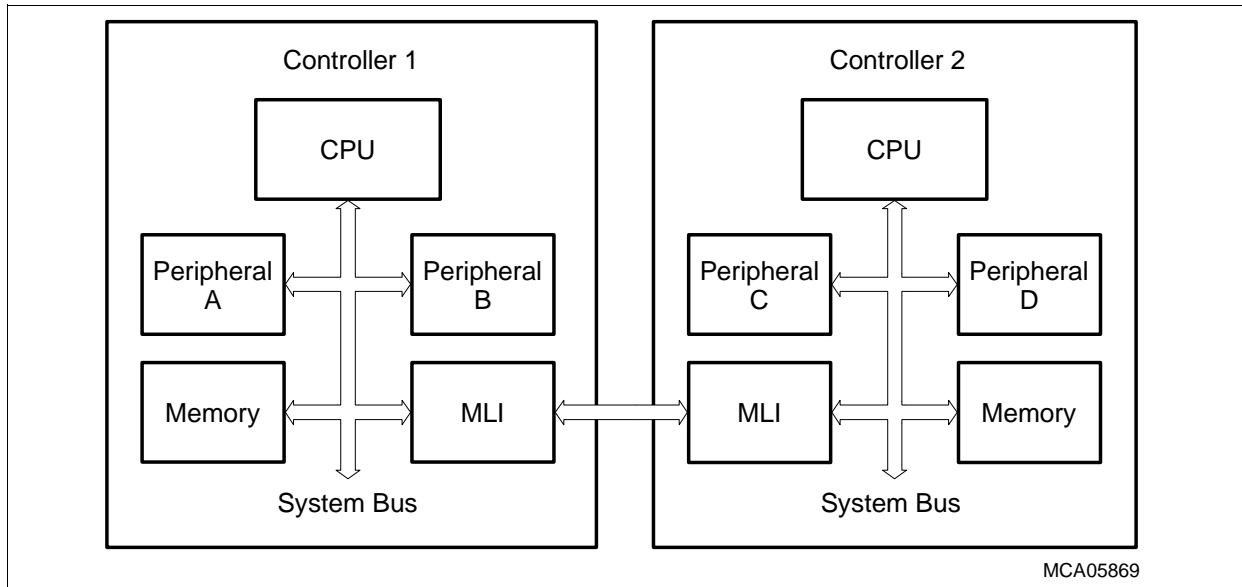 Controller 1
CPU
Peripheral
A
Peripheral
B
Memory
MLI
System Bus
Controller 2
CPU
Peripheral
C
Peripheral
D
MLI
Memory
System Bus
MCA05869